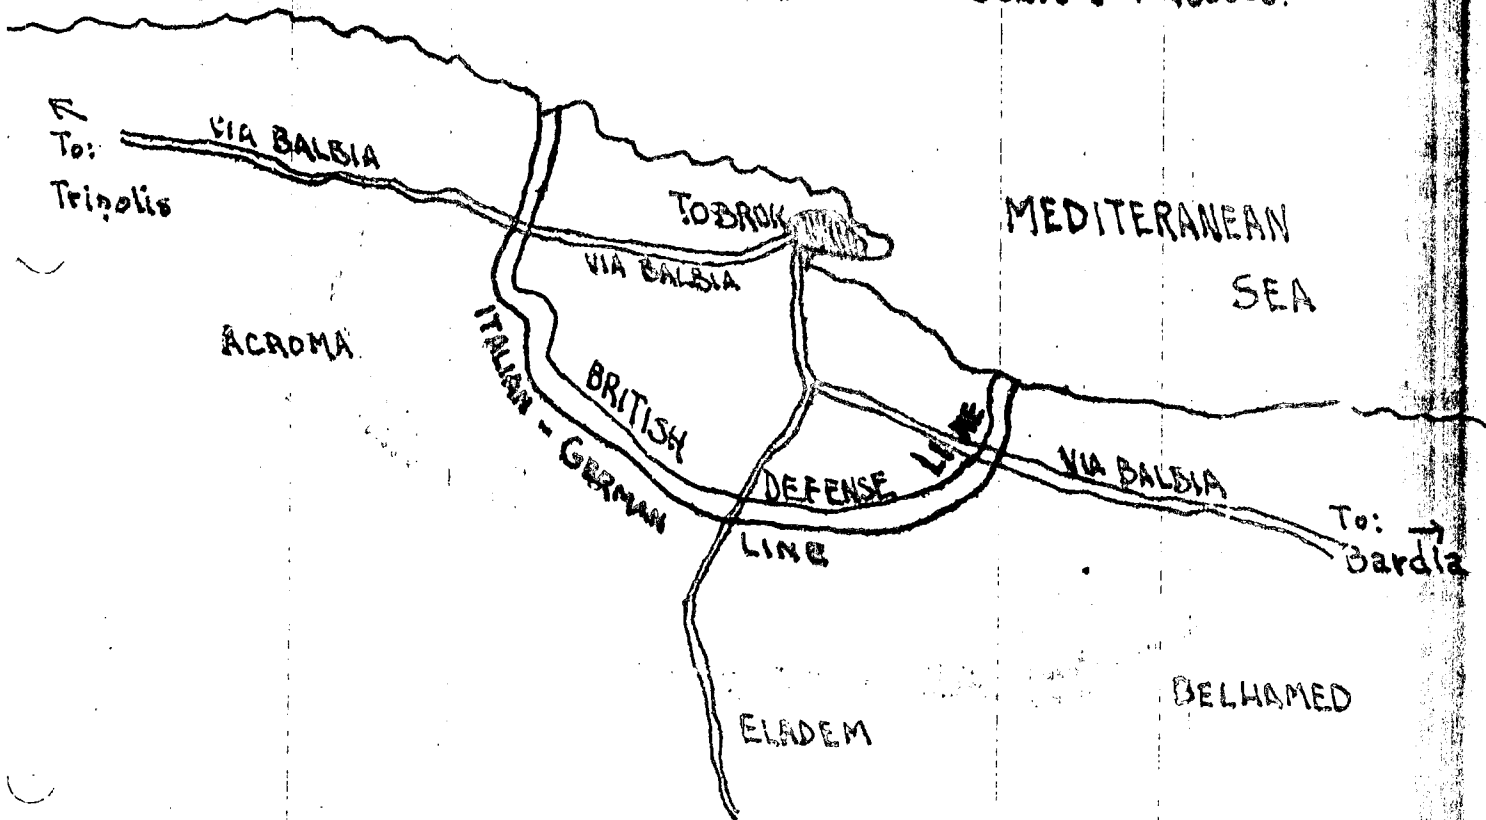 To:
Tripolis
VIA BALBIA
TOBROK
VIA BALBIA
MEDITERANEAN
SEA
ACROMA
ITALIAN - GERMAN
LINE
BRITISH
DEFENSE
LINE
VIA BALBIA
To:
Bardia
ELADEM
BELHAMED